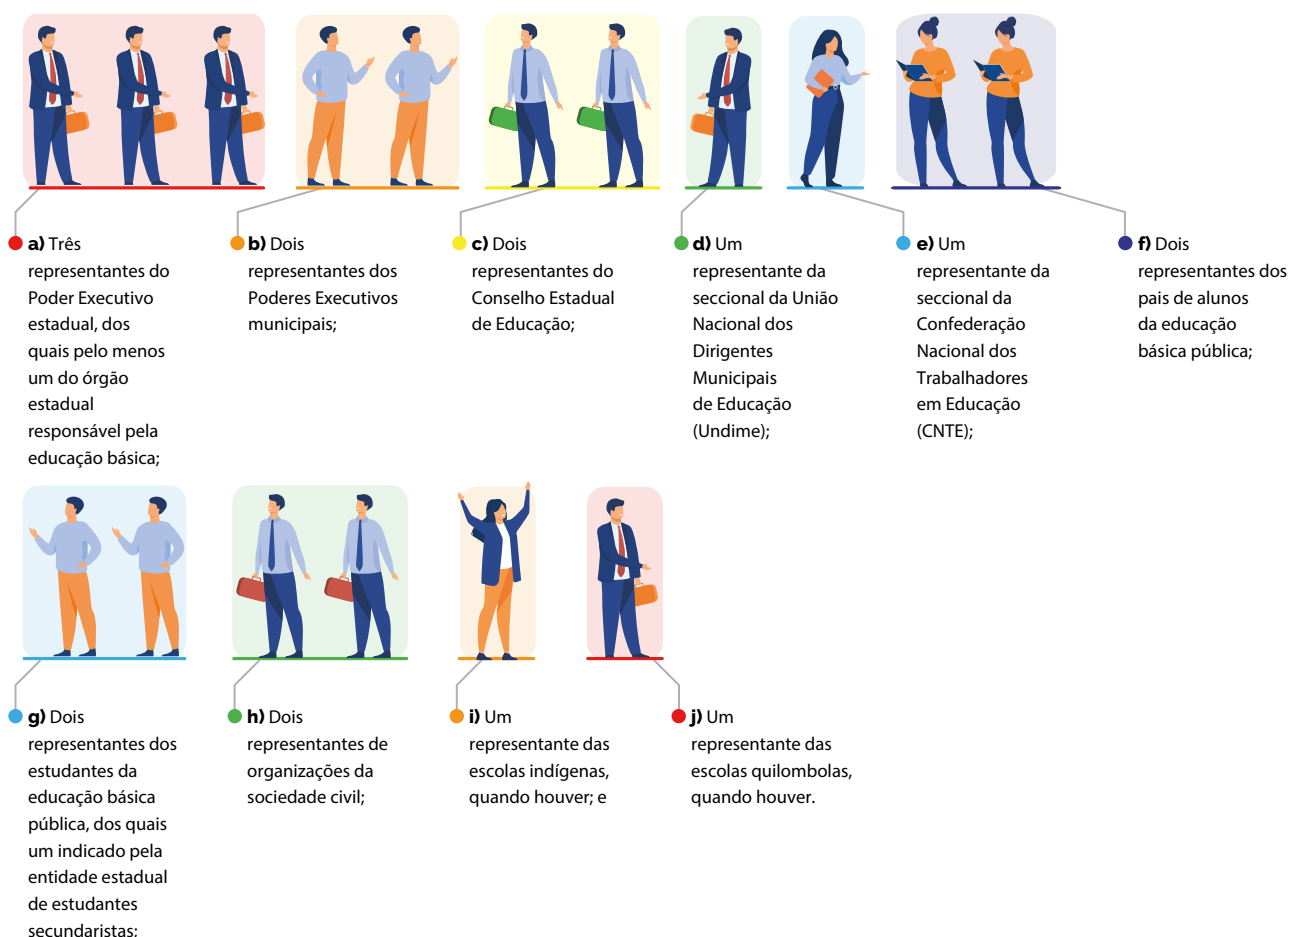 a) Três
representantes do
Poder Executivo
estadual, dos
quais pelo menos
um do órgão
estadual
responsável pela
educação básica;
b) Dois
representantes dos
Poderes Executivos
municipais;
c) Dois
representantes do
Conselho Estadual
de Educação;
d) Um
representante da
seccional da União
Nacional dos
Dirigentes
Municipais
de Educação
(Undime);
e) Um
representante da
seccional da
Confederação
Nacional dos
Trabalhadores
em Educação
(CNTE);
f) Dois
representantes dos
pais de alunos
da educação
básica pública;
g) Dois
representantes dos
estudantes da
educação básica
pública, dos quais
um indicado pela
entidade estadual
de estudantes
secundaristas;
h) Dois
representantes de
organizações da
sociedade civil;
i) Um
representante das
escolas indígenas,
quando houver; e
j) Um
representante das
escolas quilombolas,
quando houver.